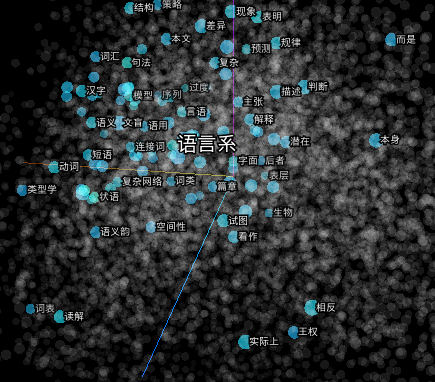 结构
策略
现象
表明
差异
本文
规律
而是
预测
词汇
句法
复杂
汉字
模型
序列
过度
描述
判断
主张
言语
语义
文盲
语用
解释
语言系
连接词
潜在
本身
短语
字面
后者
动词
表层
复杂网络
词类
类型学
篇章
状语
生物
试图
语义韵
空间性
看作
词表
读解
相反
王权
实际上